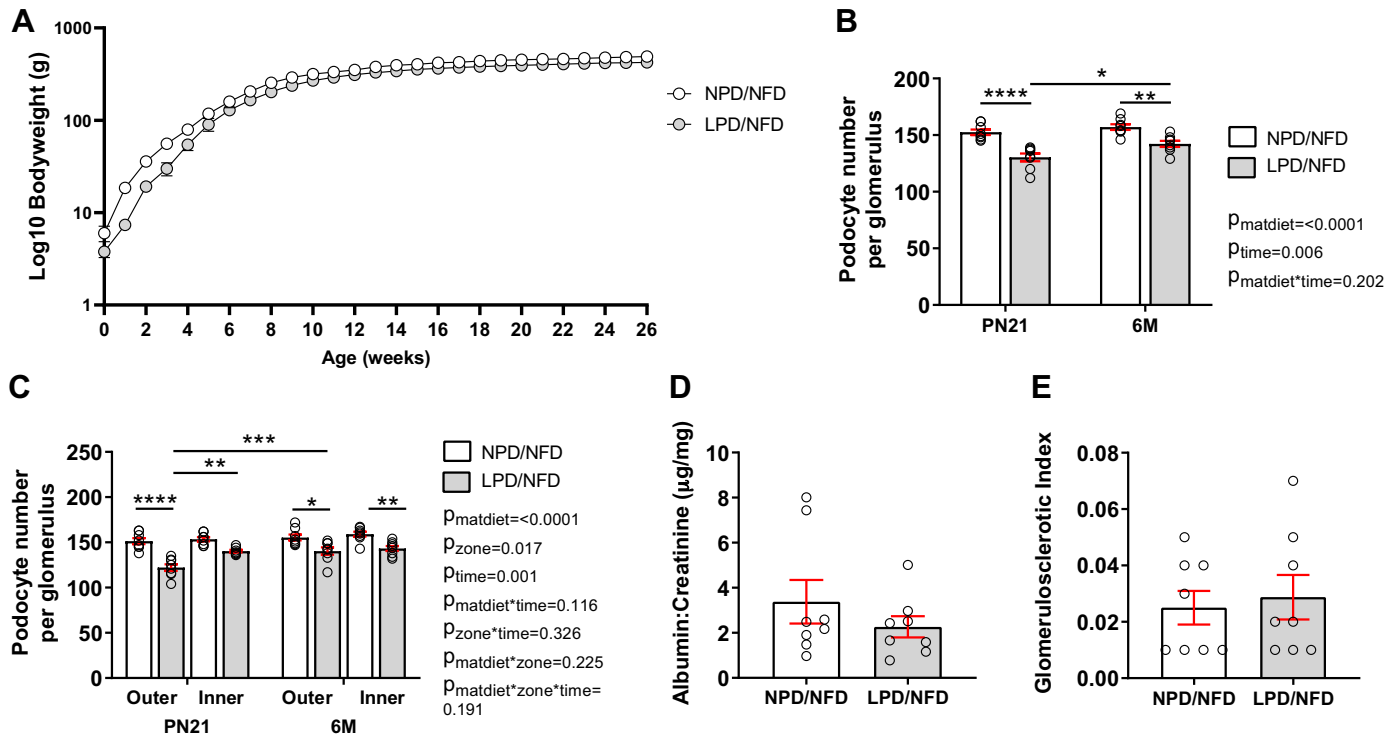 A
Log10 Bodyweight (g)
1000
100
10
1
0 2 4 6 8 10 12 14 16 18 20 22 24 26
Age (weeks)
NPD/NFD
LPD/NFD
B
Podocyte number
per glomerulus
200
150
100
50
0
****
*
**
PN21 6M
NPD/NFD
LPD/NFD
pmatdiet=<0.0001
ptime=0.006
pmatdiet*time=0.202
C
Podocyte number
per glomerulus
250
200
150
100
50
0
***
**
**** * **
Outer Inner Outer Inner
PN21 6M
NPD/NFD
LPD/NFD
pmatdiet=<0.0001
pzone=0.017
ptime=0.001
pmatdiet*time=0.116
pzone*time=0.326
pmatdiet*zone=0.225
pmatdiet*zone*time=
0.191
D
Albumin:Creatinine (µg/mg)
10
8
6
4
2
0
NPD/NFD LPD/NFD
E
Glomerulosclerotic Index
0.08
0.06
0.04
0.02
0.00
NPD/NFD LPD/NFD